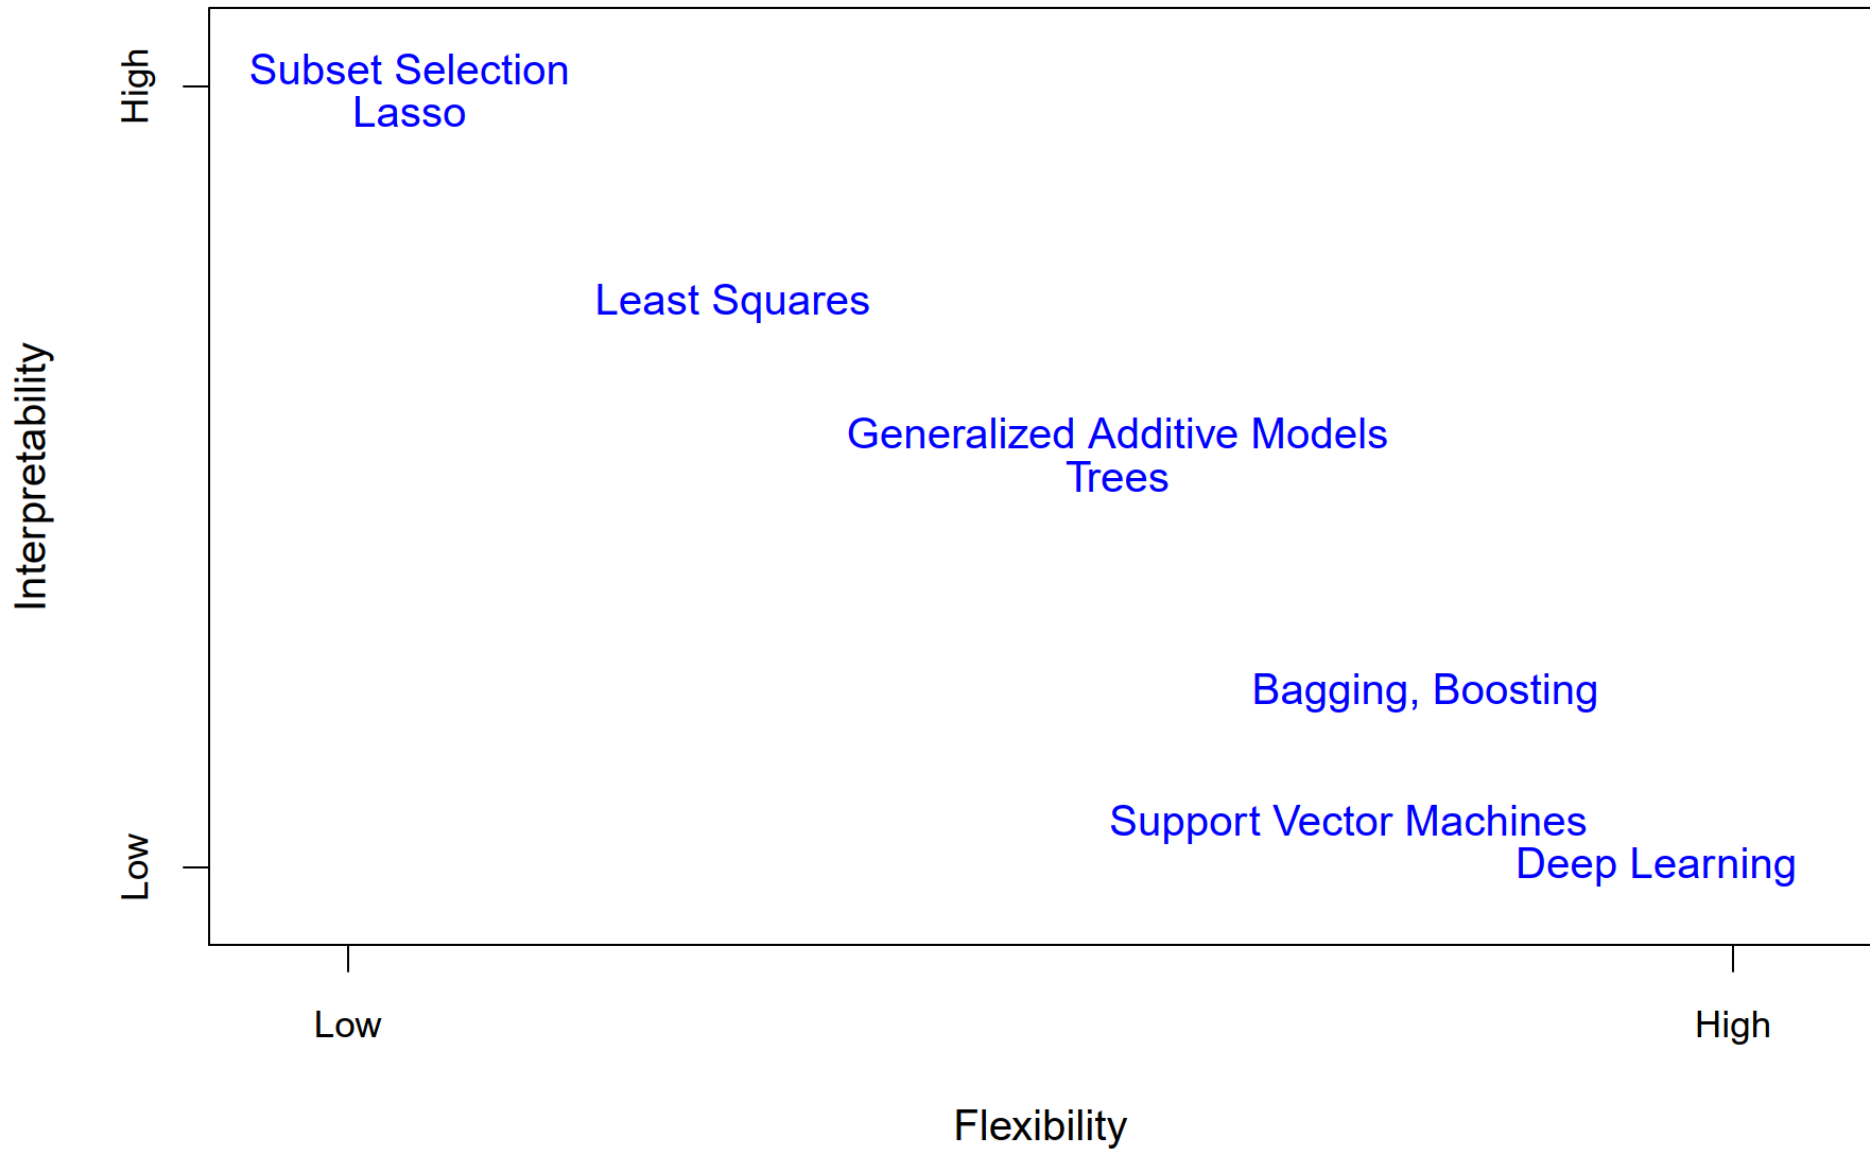 High
Subset Selection
Lasso
Least Squares
Interpretability
Generalized Additive Models
Trees
Bagging, Boosting
Support Vector Machines
Low
Deep Learning
Low
High
Flexibility